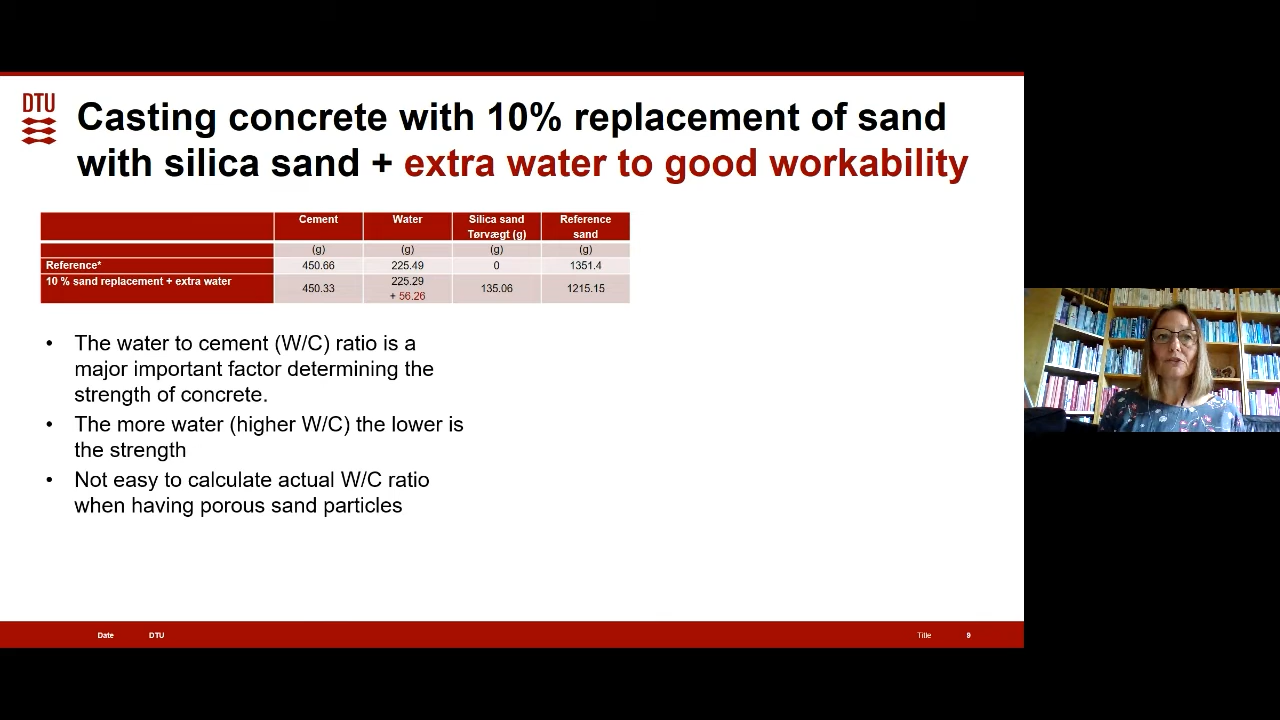 DTU
Casting concrete with 10% replacement of sand
with silica sand + extra water to good workability
Cement Water Silica sand Reference
Tørvægt (g) sand
(g) (g) (g) (g)
Reference* 450.66 225.49 0 1351.4
10 % sand replacement + extra water 450.33 225.29 135.06 1215.15
+ 56.26
• The water to cement (W/C) ratio is a
major important factor determining the
strength of concrete.
• The more water (higher W/C) the lower is
the strength
• Not easy to calculate actual W/C ratio
when having porous sand particles
Date DTU Title 9